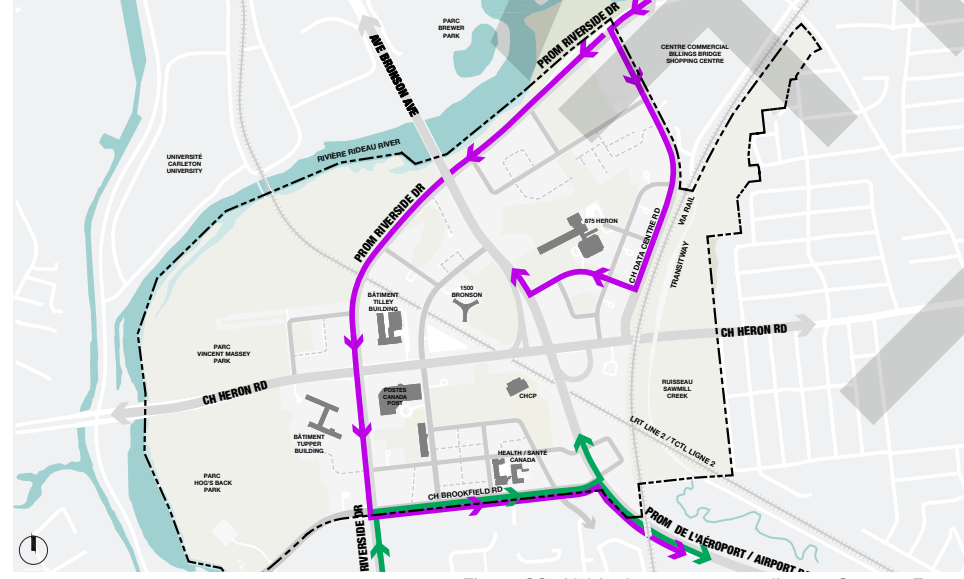 PARC
BREWER
PARK
PROM RIVERSIDE DR
AVE BRONSON AVE
CENTRE COMMERCIAL
BILLINGS BRIDGE
SHOPPING CENTRE
UNIVERSITÉ
CARLETON
UNIVERSITY
RIVIÈRE RIDEAU RIVER
PROM RIVERSIDE DR
875 HERON
CH DATA CENTRE RD
VIA RAIL
TRANSITWAY
BÂTIMENT
TILLEY
BUILDING
1500
BRONSON
CH HERON RD
PARC
VINCENT MASSEY
PARK
CH HERON RD
POSTES
CANADA
POST
CHCP
RUISSEAU
SAWMILL
CREEK
BÂTIMENT
TUPPER
BUILDING
LRT LINE 2 / TCTL LIGNE 2
HEALTH / SANTÉ
CANADA
PARC
HOG'S BACK
PARK
CH BROOKFIELD RD
RIVERSIDE DR
PROM DE L'AÉROPORT / AIRPORT